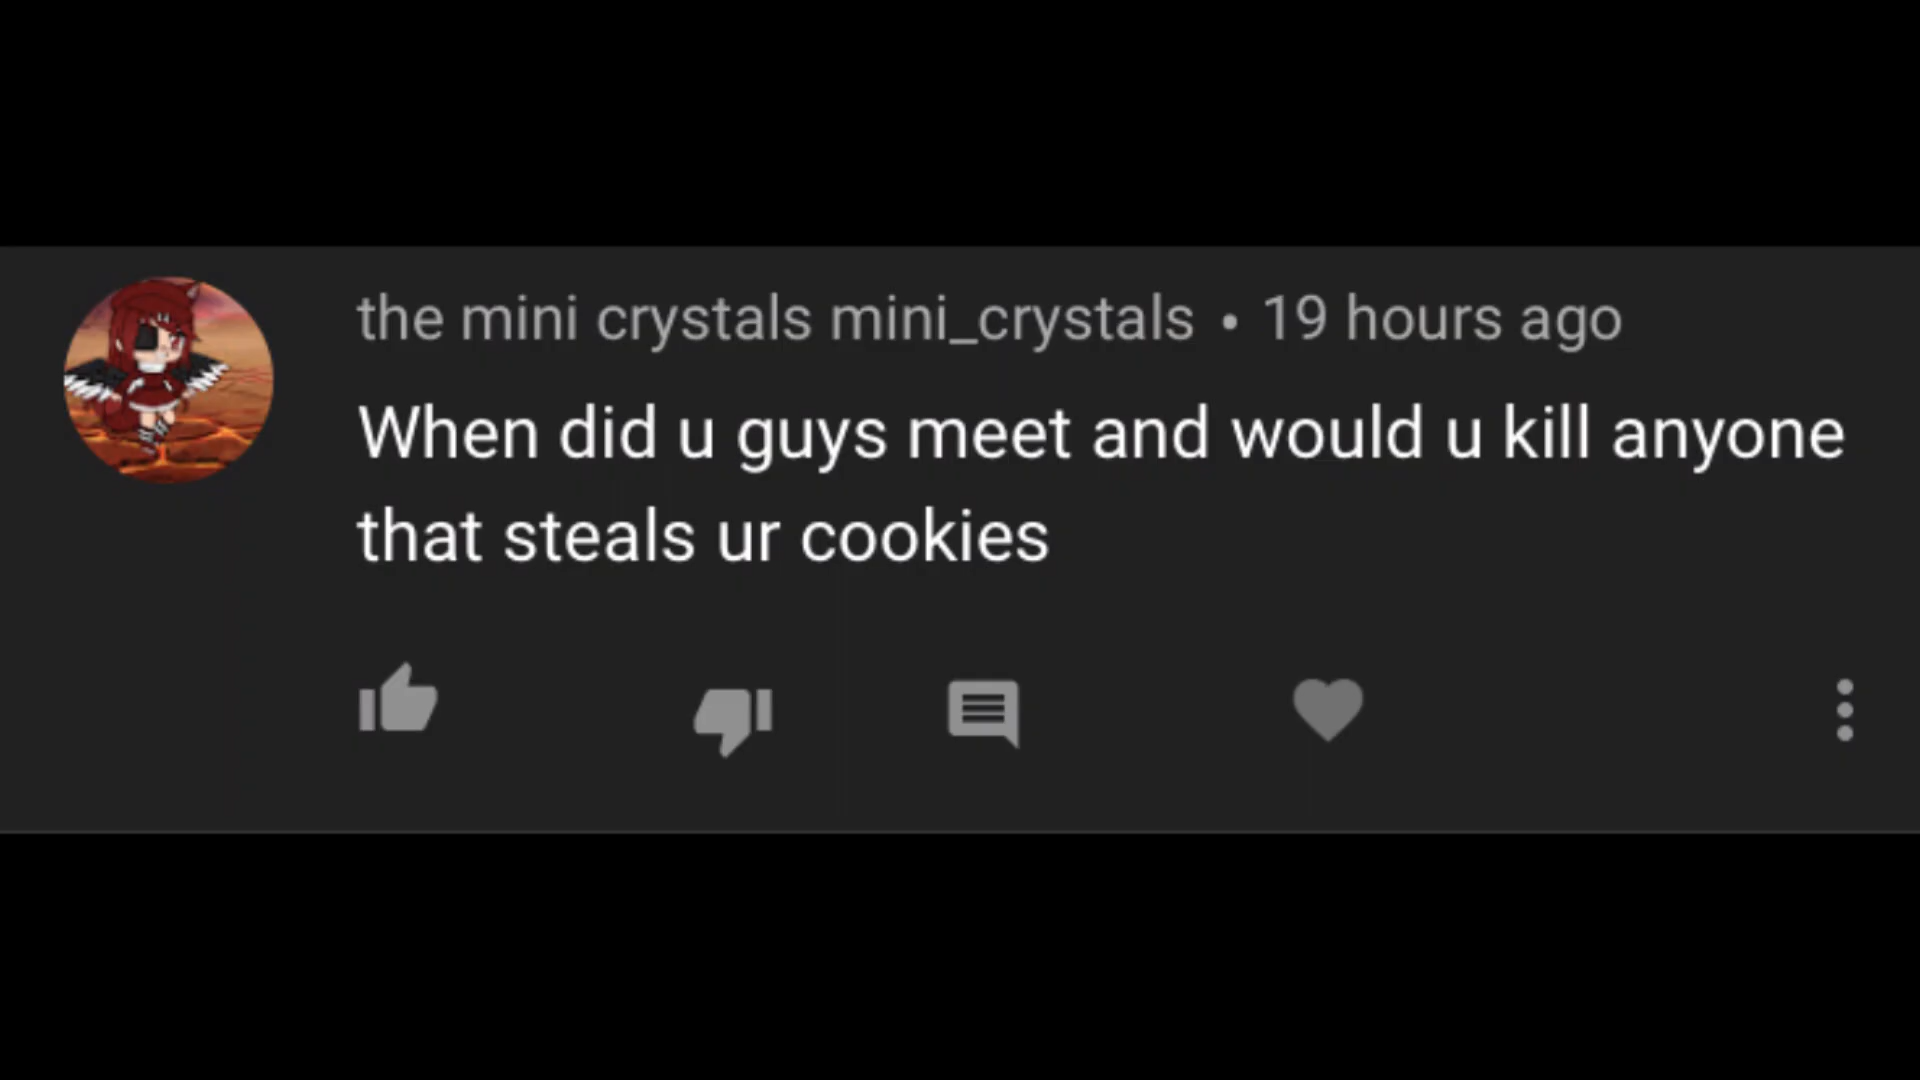 the mini crystals mini_crystals • 19 hours ago
When did u guys meet and would u kill anyone
that steals ur cookies